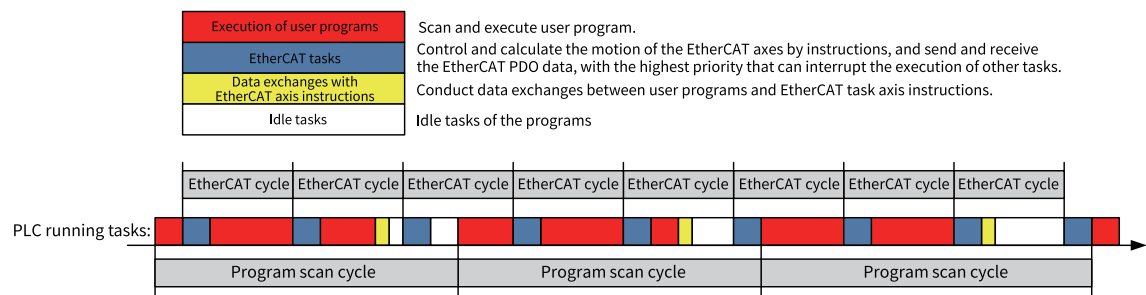 Execution of user programs
Scan and execute user program.
EtherCAT tasks
Control and calculate the motion of the EtherCAT axes by instructions, and send and receive
the EtherCAT PDO data, with the highest priority that can interrupt the execution of other tasks.
Data exchanges with
EtherCAT axis instructions
Conduct data exchanges between user programs and EtherCAT task axis instructions.
Idle tasks
Idle tasks of the programs
EtherCAT cycle EtherCAT cycle EtherCAT cycle EtherCAT cycle EtherCAT cycle EtherCAT cycle EtherCAT cycle EtherCAT cycle
PLC running tasks:
Program scan cycle Program scan cycle Program scan cycle